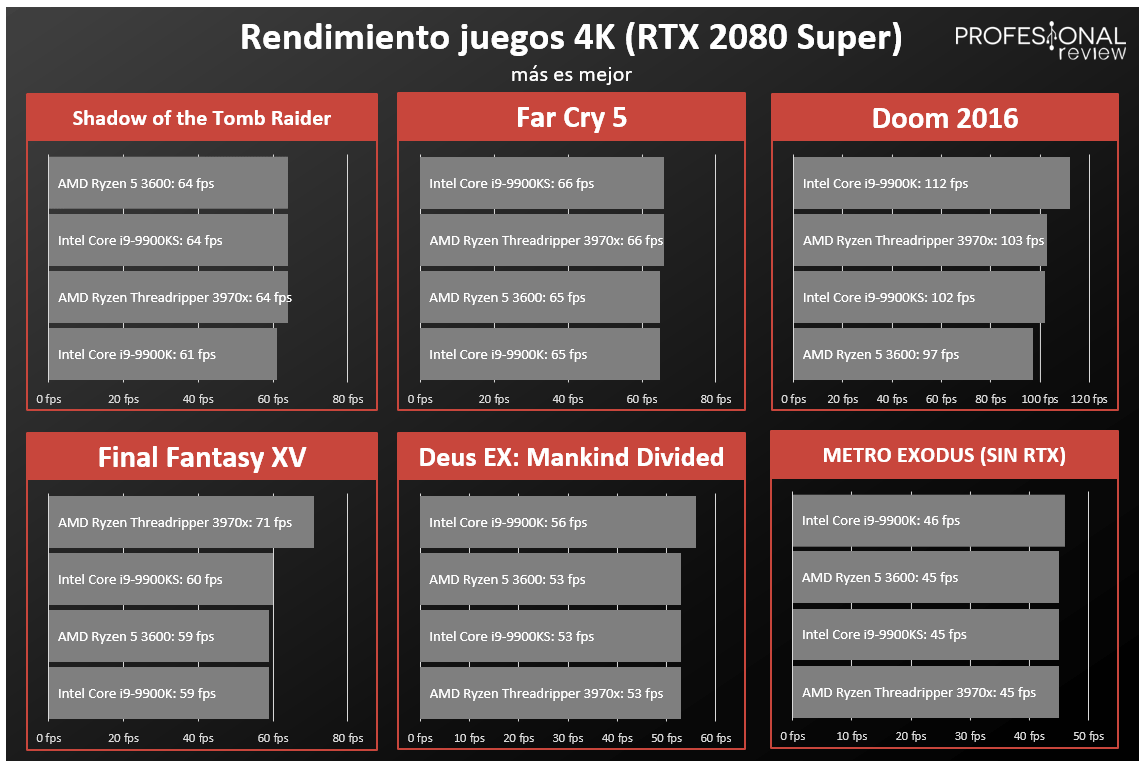 Rendimiento juegos 4K (RTX 2080 Super)
más es mejor
PROFESIONAL
review
Shadow of the Tomb Raider
AMD Ryzen 5 3600: 64 fps
Intel Core i9-9900KS: 64 fps
AMD Ryzen Threadripper 3970x: 64 fps
Intel Core i9-9900K: 61 fps
0 fps 20 fps 40 fps 60 fps 80 fps
Far Cry 5
Intel Core i9-9900KS: 66 fps
AMD Ryzen Threadripper 3970x: 66 fps
AMD Ryzen 5 3600: 65 fps
Intel Core i9-9900K: 65 fps
0 fps 20 fps 40 fps 60 fps 80 fps
Doom 2016
Intel Core i9-9900K: 112 fps
AMD Ryzen Threadripper 3970x: 103 fps
Intel Core i9-9900KS: 102 fps
AMD Ryzen 5 3600: 97 fps
0 fps 20 fps 40 fps 60 fps 80 fps 100 fps 120 fps
Final Fantasy XV
AMD Ryzen Threadripper 3970x: 71 fps
Intel Core i9-9900KS: 60 fps
AMD Ryzen 5 3600: 59 fps
Intel Core i9-9900K: 59 fps
0 fps 20 fps 40 fps 60 fps 80 fps
Deus EX: Mankind Divided
Intel Core i9-9900K: 56 fps
AMD Ryzen 5 3600: 53 fps
Intel Core i9-9900KS: 53 fps
AMD Ryzen Threadripper 3970x: 53 fps
0 fps 10 fps 20 fps 30 fps 40 fps 50 fps 60 fps
METRO EXODUS (SIN RTX)
Intel Core i9-9900K: 46 fps
AMD Ryzen 5 3600: 45 fps
Intel Core i9-9900KS: 45 fps
AMD Ryzen Threadripper 3970x: 45 fps
0 fps 10 fps 20 fps 30 fps 40 fps 50 fps